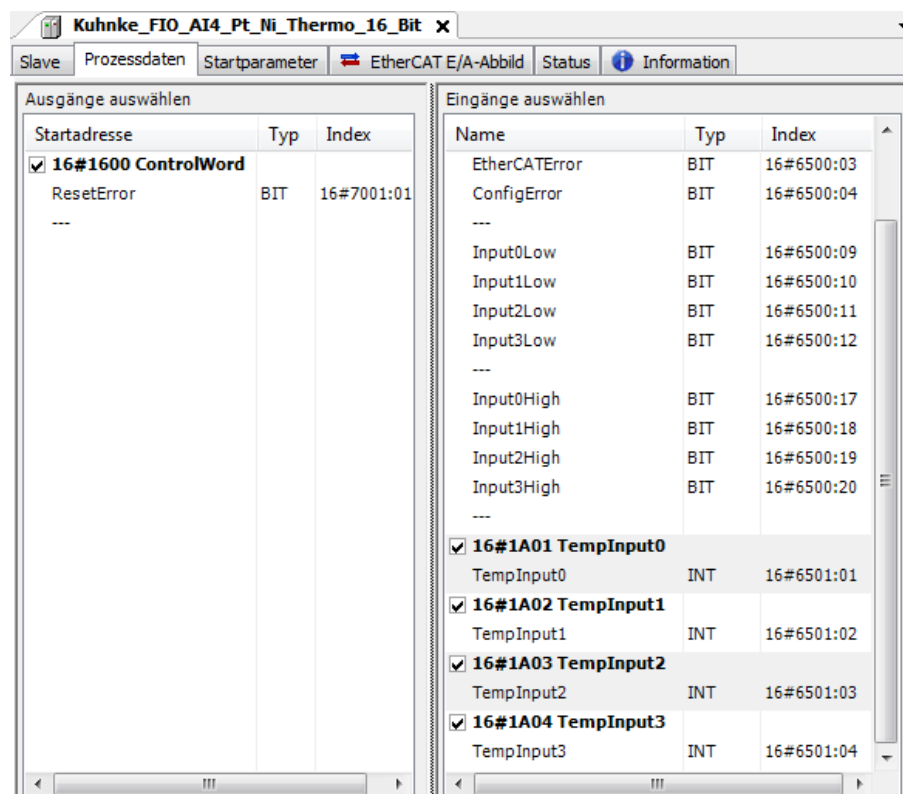 Kuhnke_FIO_AI4_Pt_Ni_Thermo_16_Bit X
Slave Prozessdaten Startparameter EtherCAT E/A-Abbild Status Information
Ausgänge auswählen
Startadresse Typ Index
16#1600 ControlWord
ResetError BIT 16#7001:01
---
Eingänge auswählen
Name Typ Index
EtherCATError BIT 16#6500:03
ConfigError BIT 16#6500:04
---
Input0Low BIT 16#6500:09
Input1Low BIT 16#6500:10
Input2Low BIT 16#6500:11
Input3Low BIT 16#6500:12
---
Input0High BIT 16#6500:17
Input1High BIT 16#6500:18
Input2High BIT 16#6500:19
Input3High BIT 16#6500:20
---
16#1A01 TempInput0
TempInput0 INT 16#6501:01
16#1A02 TempInput1
TempInput1 INT 16#6501:02
16#1A03 TempInput2
TempInput2 INT 16#6501:03
16#1A04 TempInput3
TempInput3 INT 16#6501:04